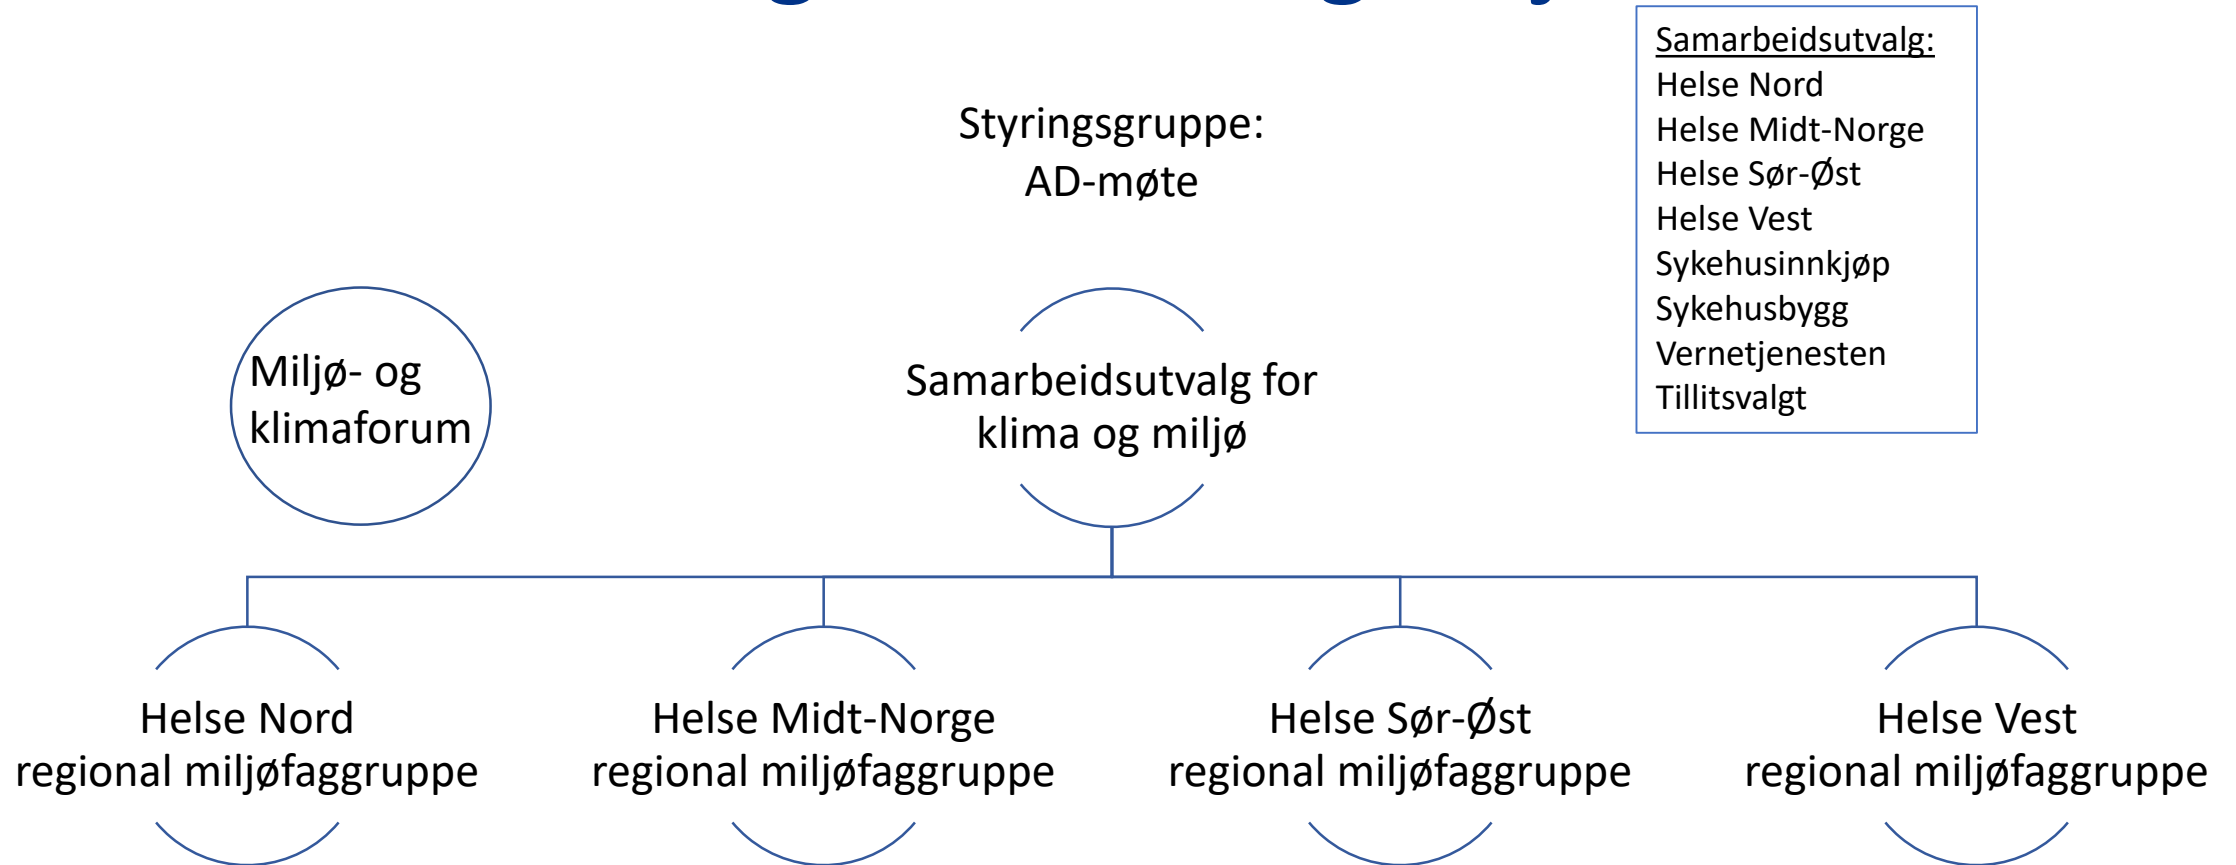 Styringsgruppe:
AD-møte
Samarbeidsutvalg:
Helse Nord
Helse Midt-Norge
Helse Sør-Øst
Helse Vest
Sykehusinnkjøp
Sykehusbygg
Vernetjenesten
Tillitsvalgt
Miljø- og
klimaforum
Samarbeidsutvalg for
klima og miljø
Helse Nord
regional miljøfaggruppe
Helse Midt-Norge
regional miljøfaggruppe
Helse Sør-Øst
regional miljøfaggruppe
Helse Vest
regional miljøfaggruppe